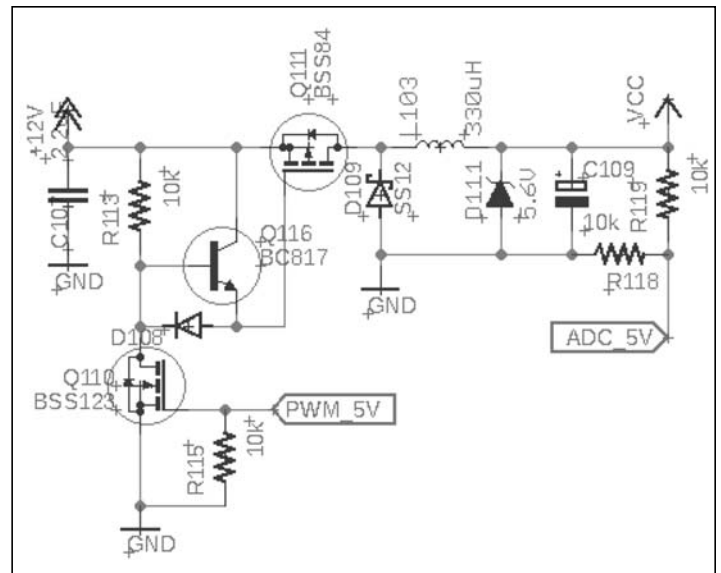 Q111
BSS84
L103
330uH
VCC
+12V
C10
R113
10k
Q116
BC817
D109
SS12
D111
5.6V
C109
10k
R119
10k
R118
GND
GND
ADC_5V
D108
Q110
BSS123
PWM_5V
R115
10k
GND